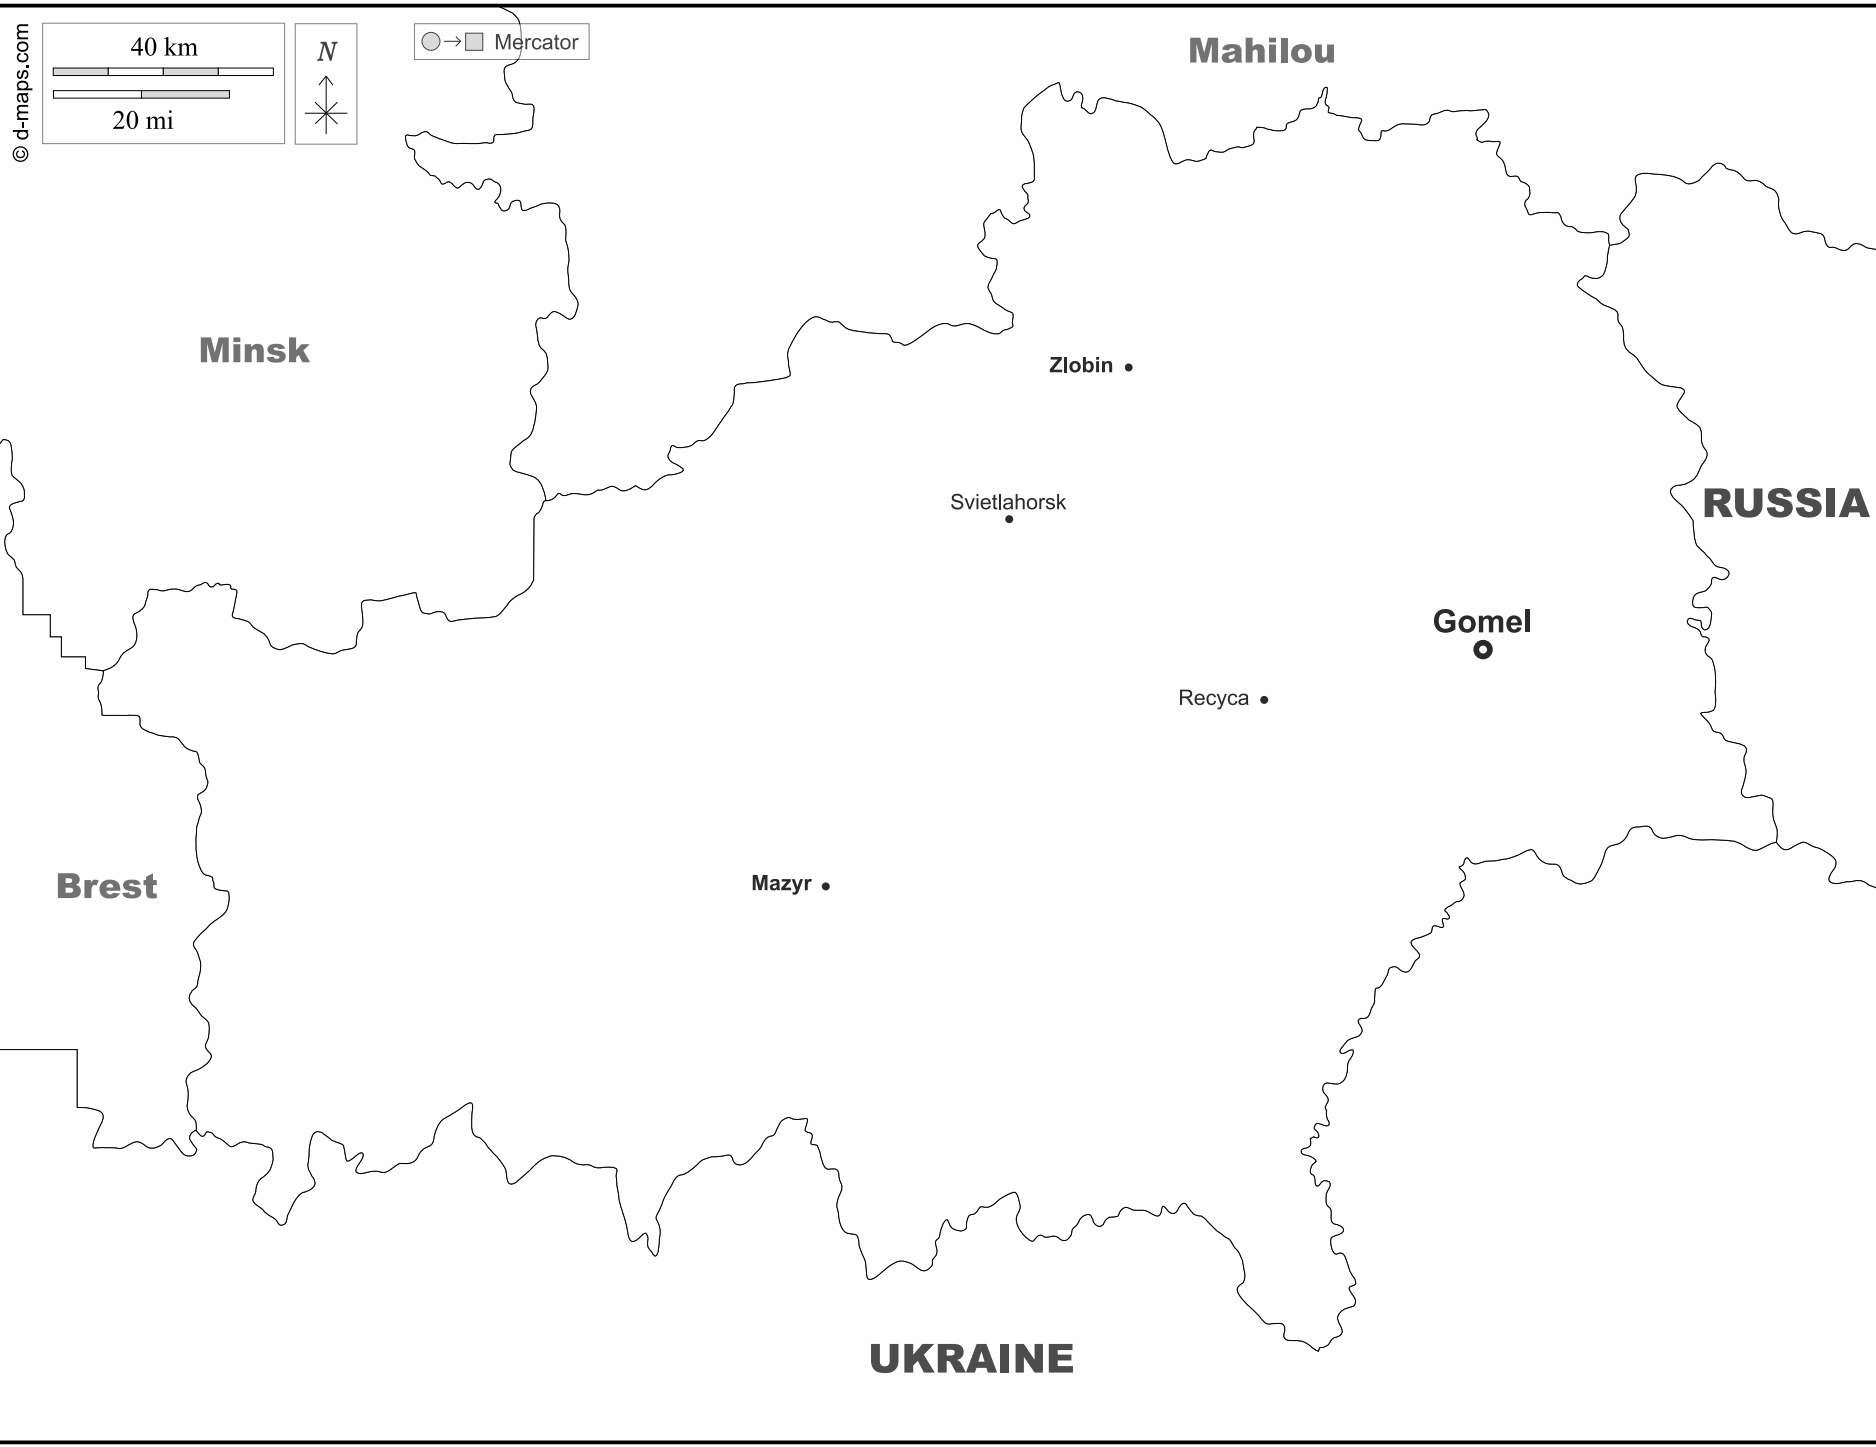 © d-maps.com
40 km
20 mi
N
Mercator
Mahilou
Minsk
Zlobin
Svietlahorsk
RUSSIA
Gomel
Recyca
Brest
Mazyr
UKRAINE